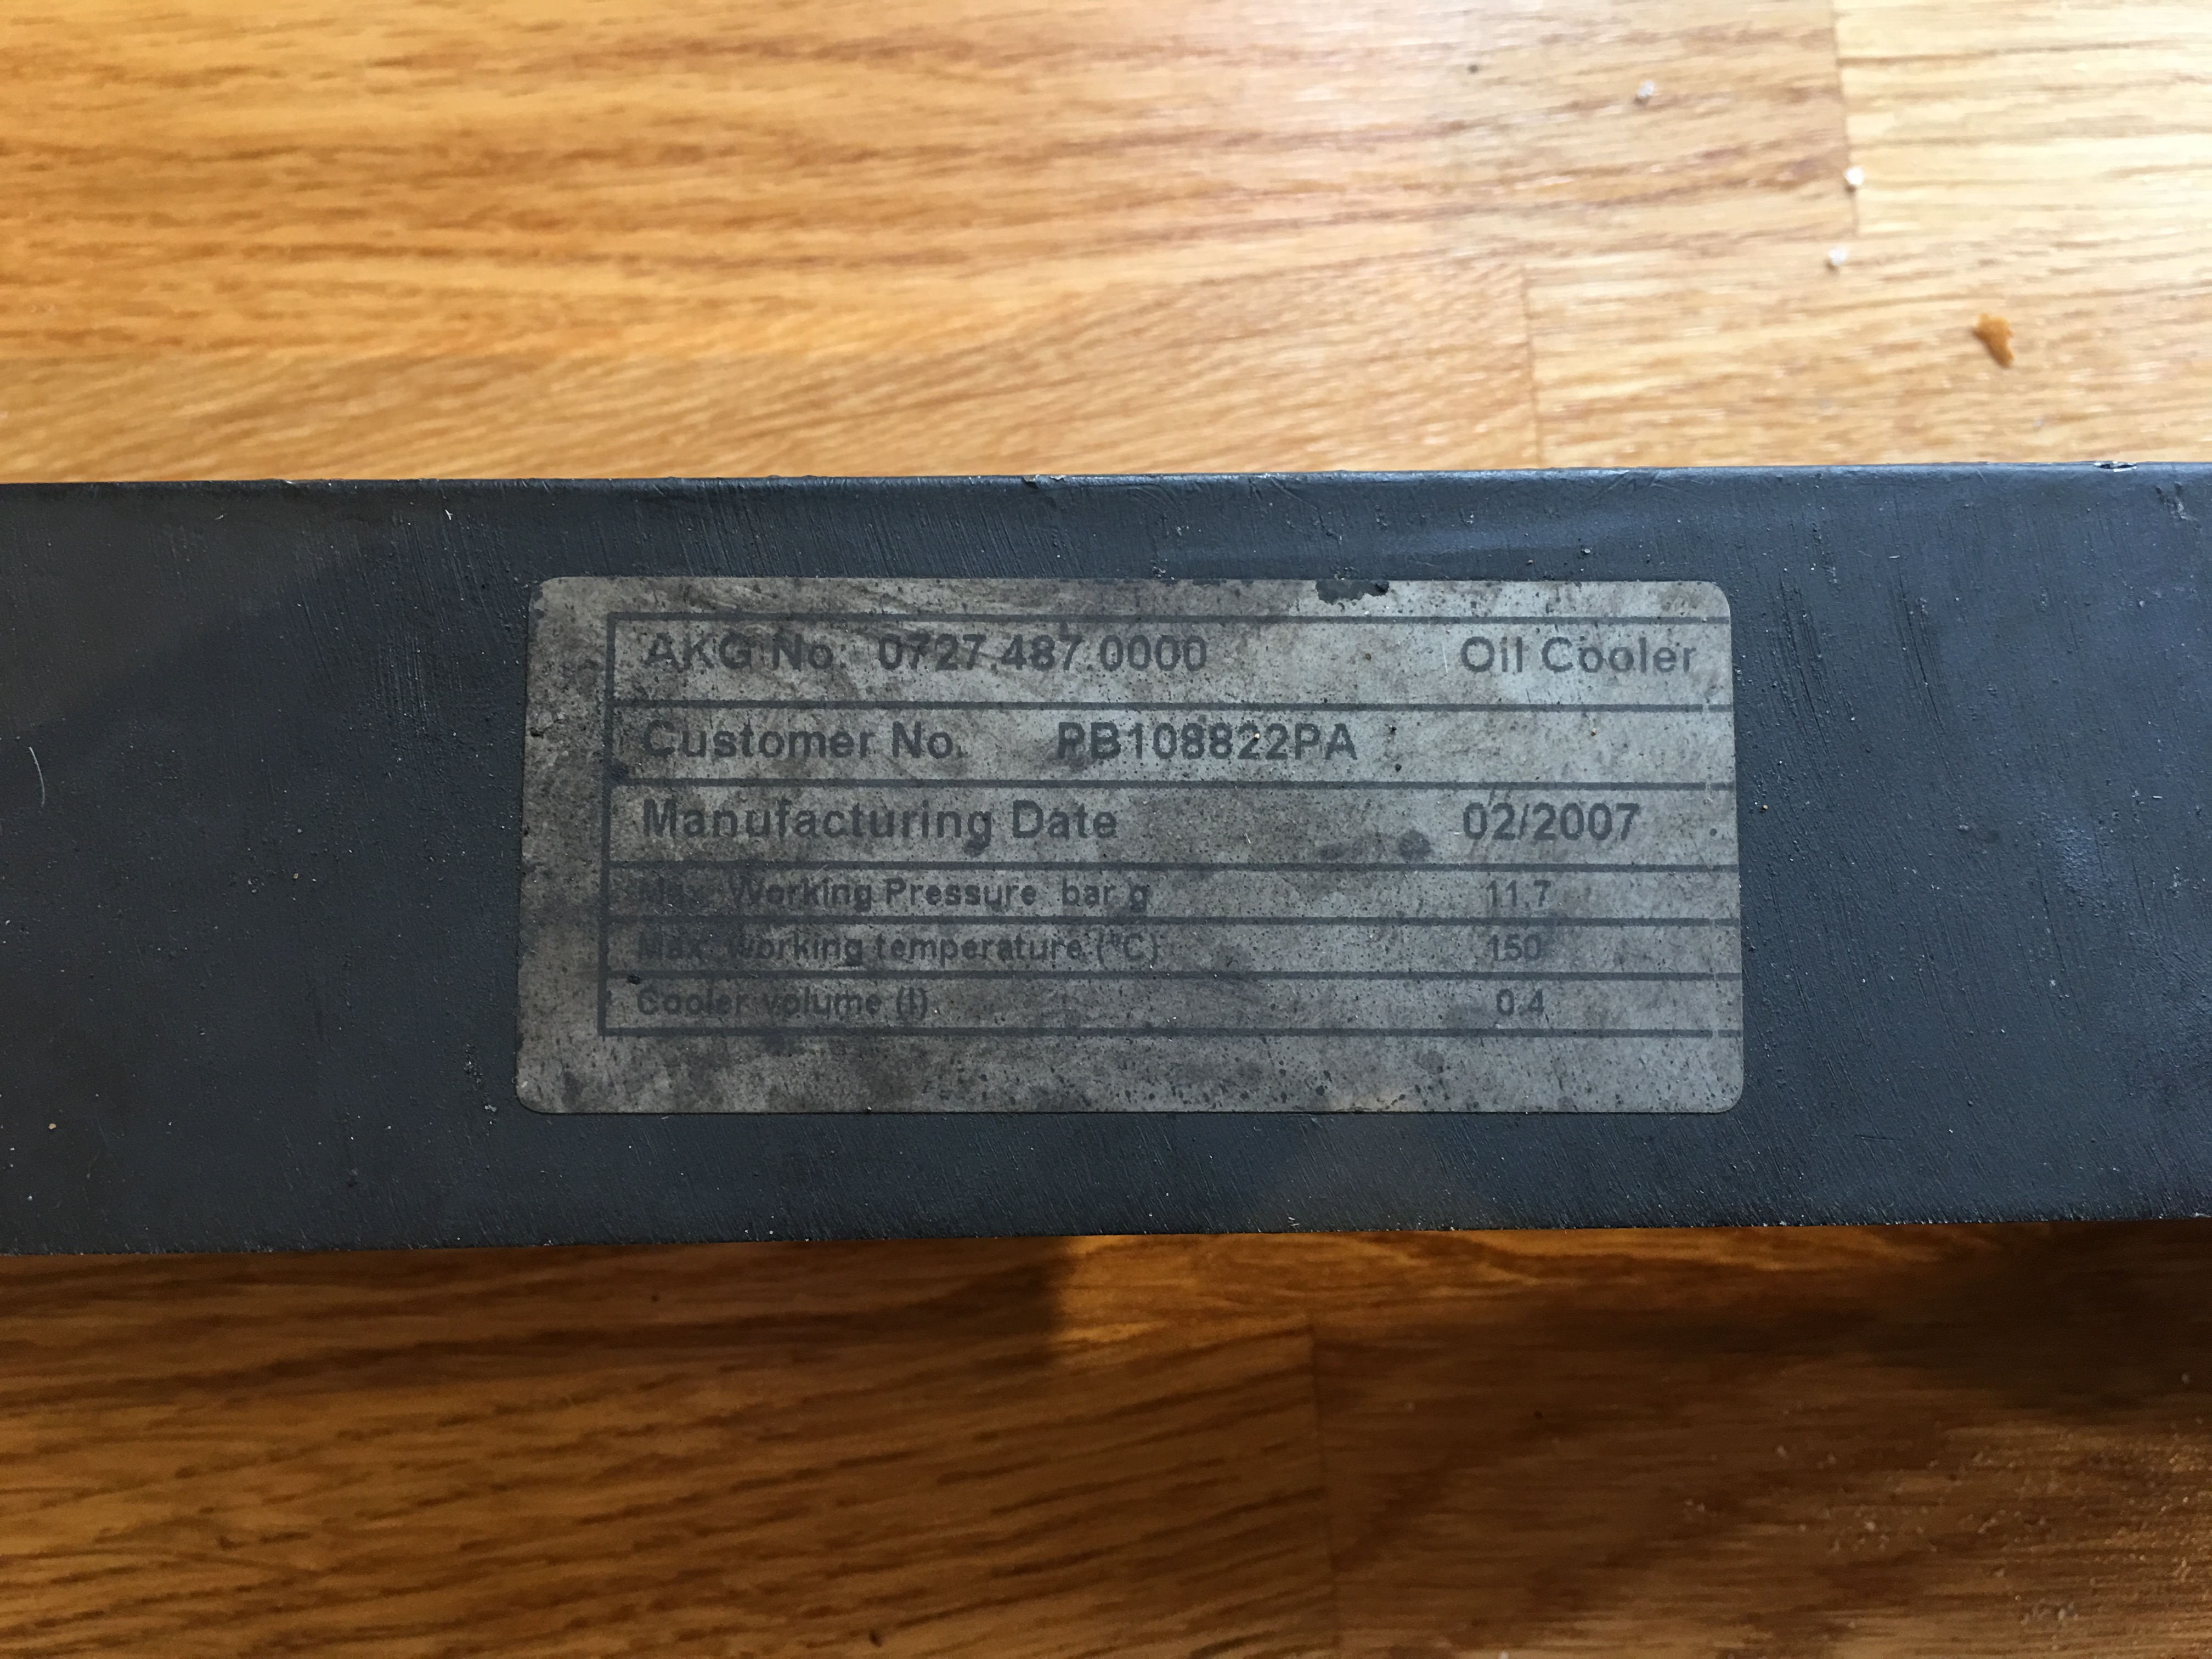 AKG No. 0727.487.0000 Oil Cooler
Customer No. PB108822PA
Manufacturing Date 02/2007
Max. Working Pressure bar g 11,7
Max. working temperature (°C) 150
Cooler volume (l) 0.4